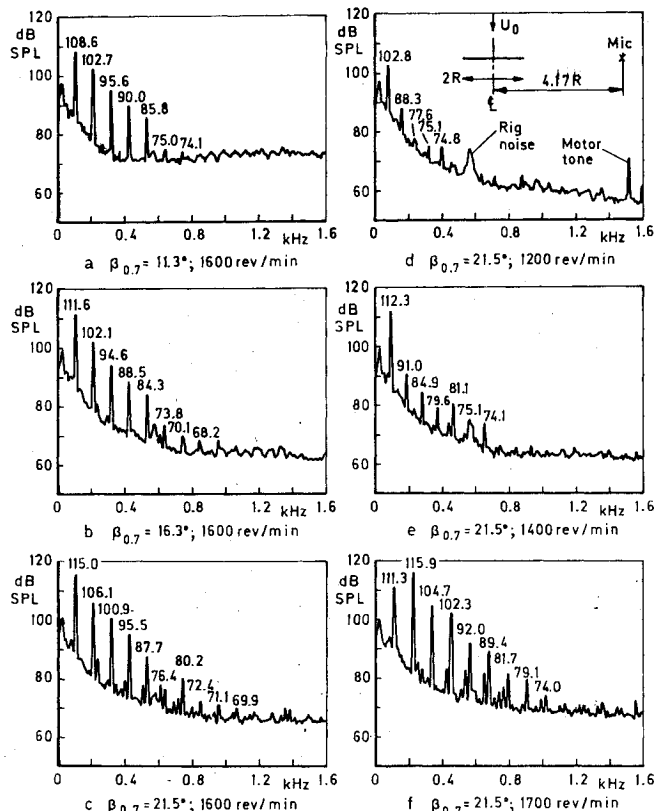 dB
SPL
108.6
102.7
95.6
90.0
85.8
75.0
74.1
100
80
60
0
0.4
0.8
1.2
kHz
1.6
a β0.7 = 11.3°; 1600 rev/min
dB
SPL
102.8
88.3
77.6
75.1
74.8
U0
2R
4.17R
℄
Mic
x
Rig
noise
Motor
tone
100
80
60
0
0.4
0.8
1.2
kHz
1.6
d β0.7 = 21.5°; 1200 rev/min
dB
SPL
111.6
102.1
94.6
88.5
84.3
73.8
70.1
68.2
100
80
60
0
0.4
0.8
1.2
kHz
1.6
b β0.7 = 16.3°; 1600 rev/min
dB
SPL
112.3
91.0
84.9
79.6
81.1
75.1
74.1
100
80
60
0
0.4
0.8
1.2
kHz
1.6
e β0.7 = 21.5°; 1400 rev/min
dB
SPL
115.0
106.1
100.9
95.5
87.7
76.4
80.2
72.4
71.1
69.9
100
80
60
0
0.4
0.8
1.2
kHz
1.6
c β0.7 = 21.5°; 1600 rev/min
dB
SPL
111.3
115.9
104.7
102.3
92.0
89.4
81.7
79.1
74.0
100
80
60
0
0.4
0.8
1.2
kHz
1.6
f β0.7 = 21.5°; 1700 rev/min